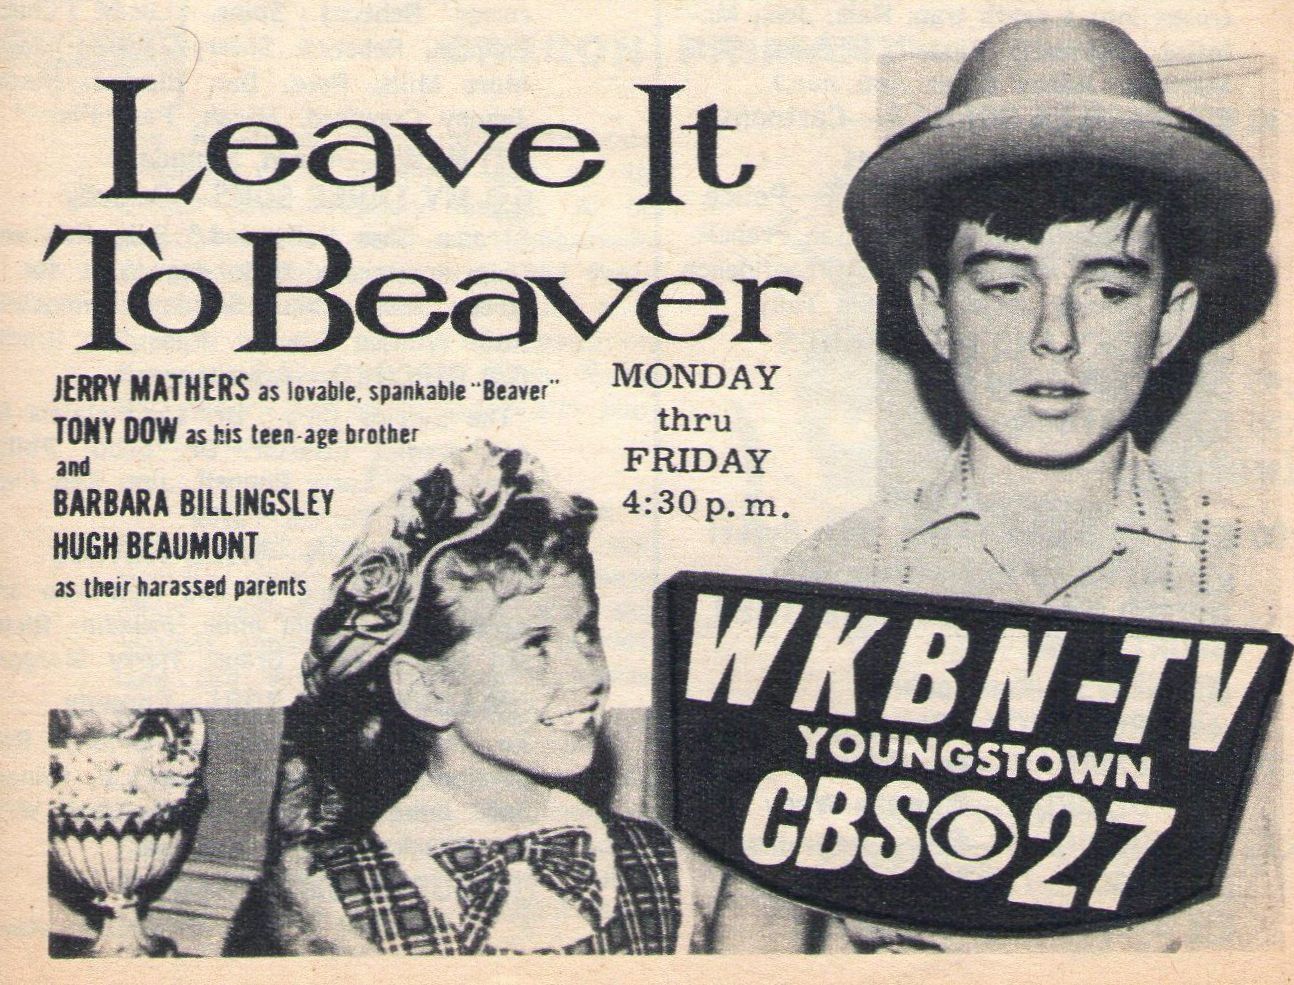 Leave It
To Beaver
JERRY MATHERS as lovable, spankable "Beaver"
TONY DOW as his teen-age brother
and
BARBARA BILLINGSLEY
HUGH BEAUMONT
as their harassed parents
MONDAY
thru
FRIDAY
4:30 p. m.
WKBN-TV
YOUNGSTOWN
CBS 27